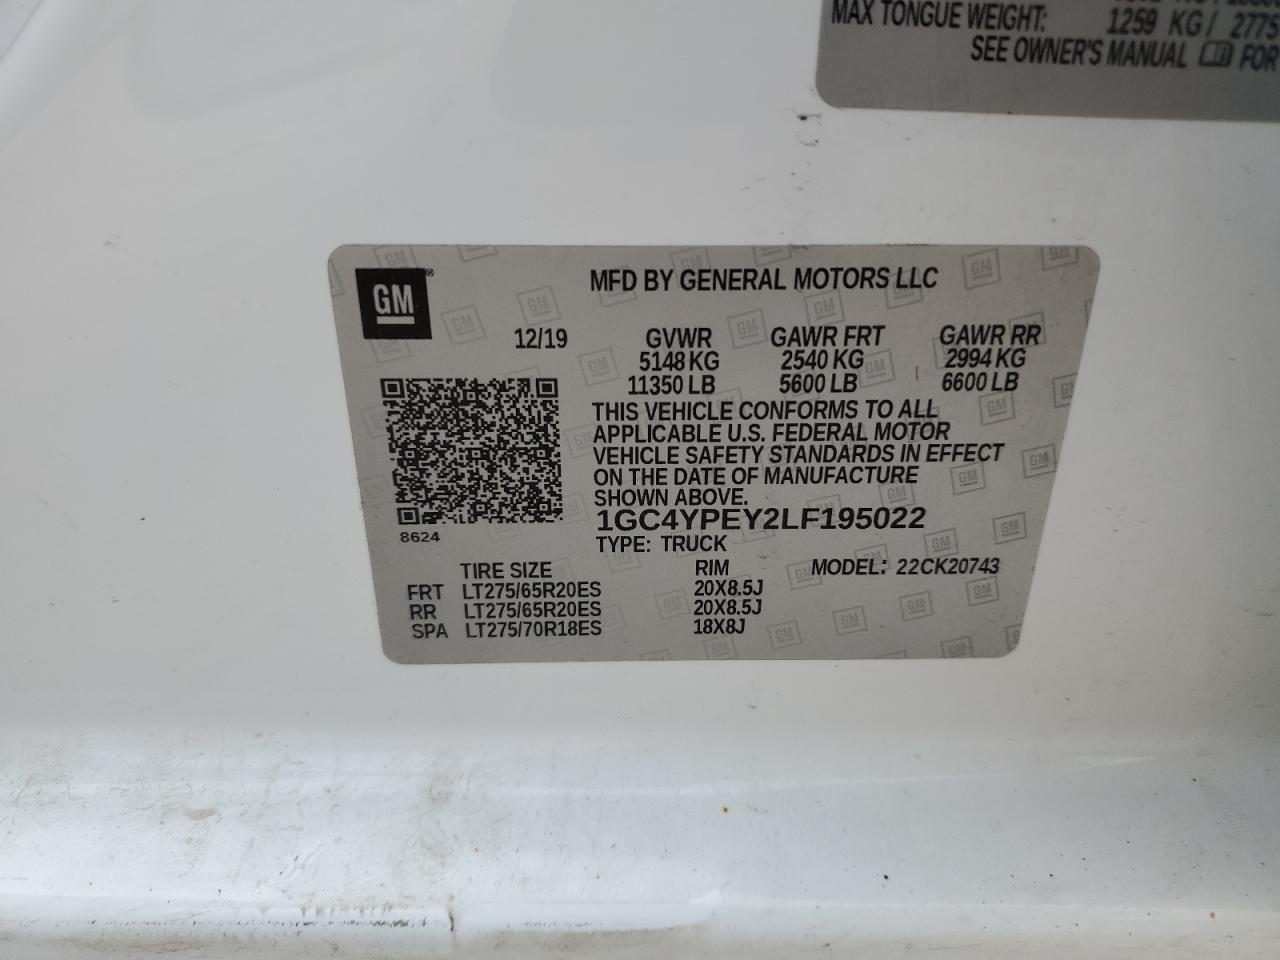 MAX TONGUE WEIGHT: 1259 KG / 2775
SEE OWNER'S MANUAL FOR
GM
MFD BY GENERAL MOTORS LLC
12/19 GVWR GAWR FRT GAWR RR
5148 KG 2540 KG 2994 KG
11350 LB 5600 LB 6600 LB
THIS VEHICLE CONFORMS TO ALL
APPLICABLE U.S. FEDERAL MOTOR
VEHICLE SAFETY STANDARDS IN EFFECT
ON THE DATE OF MANUFACTURE
SHOWN ABOVE.
1GC4YPEY2LF195022
8624
TYPE: TRUCK
TIRE SIZE RIM MODEL: 22CK20743
FRT LT275/65R20ES 20X8.5J
RR LT275/65R20ES 20X8.5J
SPA LT275/70R18ES 18X8J